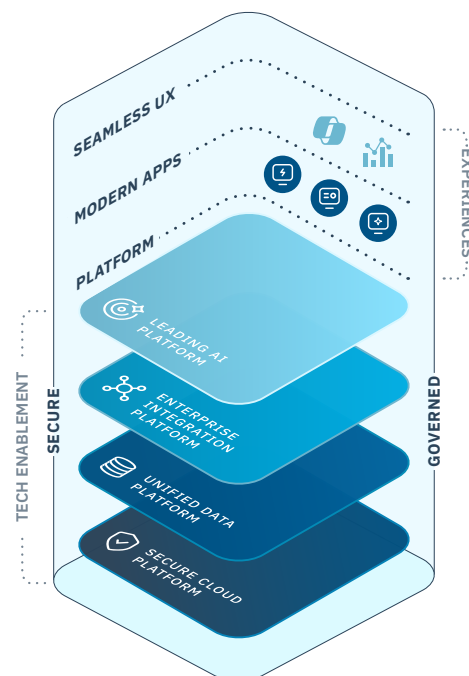 SEAMLESS UX
MODERN APPS
PLATFORM
EXPERIENCES
LEADING AI
PLATFORM
ENTERPRISE
INTEGRATION
PLATFORM
UNIFIED DATA
PLATFORM
SECURE CLOUD
PLATFORM
TECH ENABLEMENT
SECURE
GOVERNED